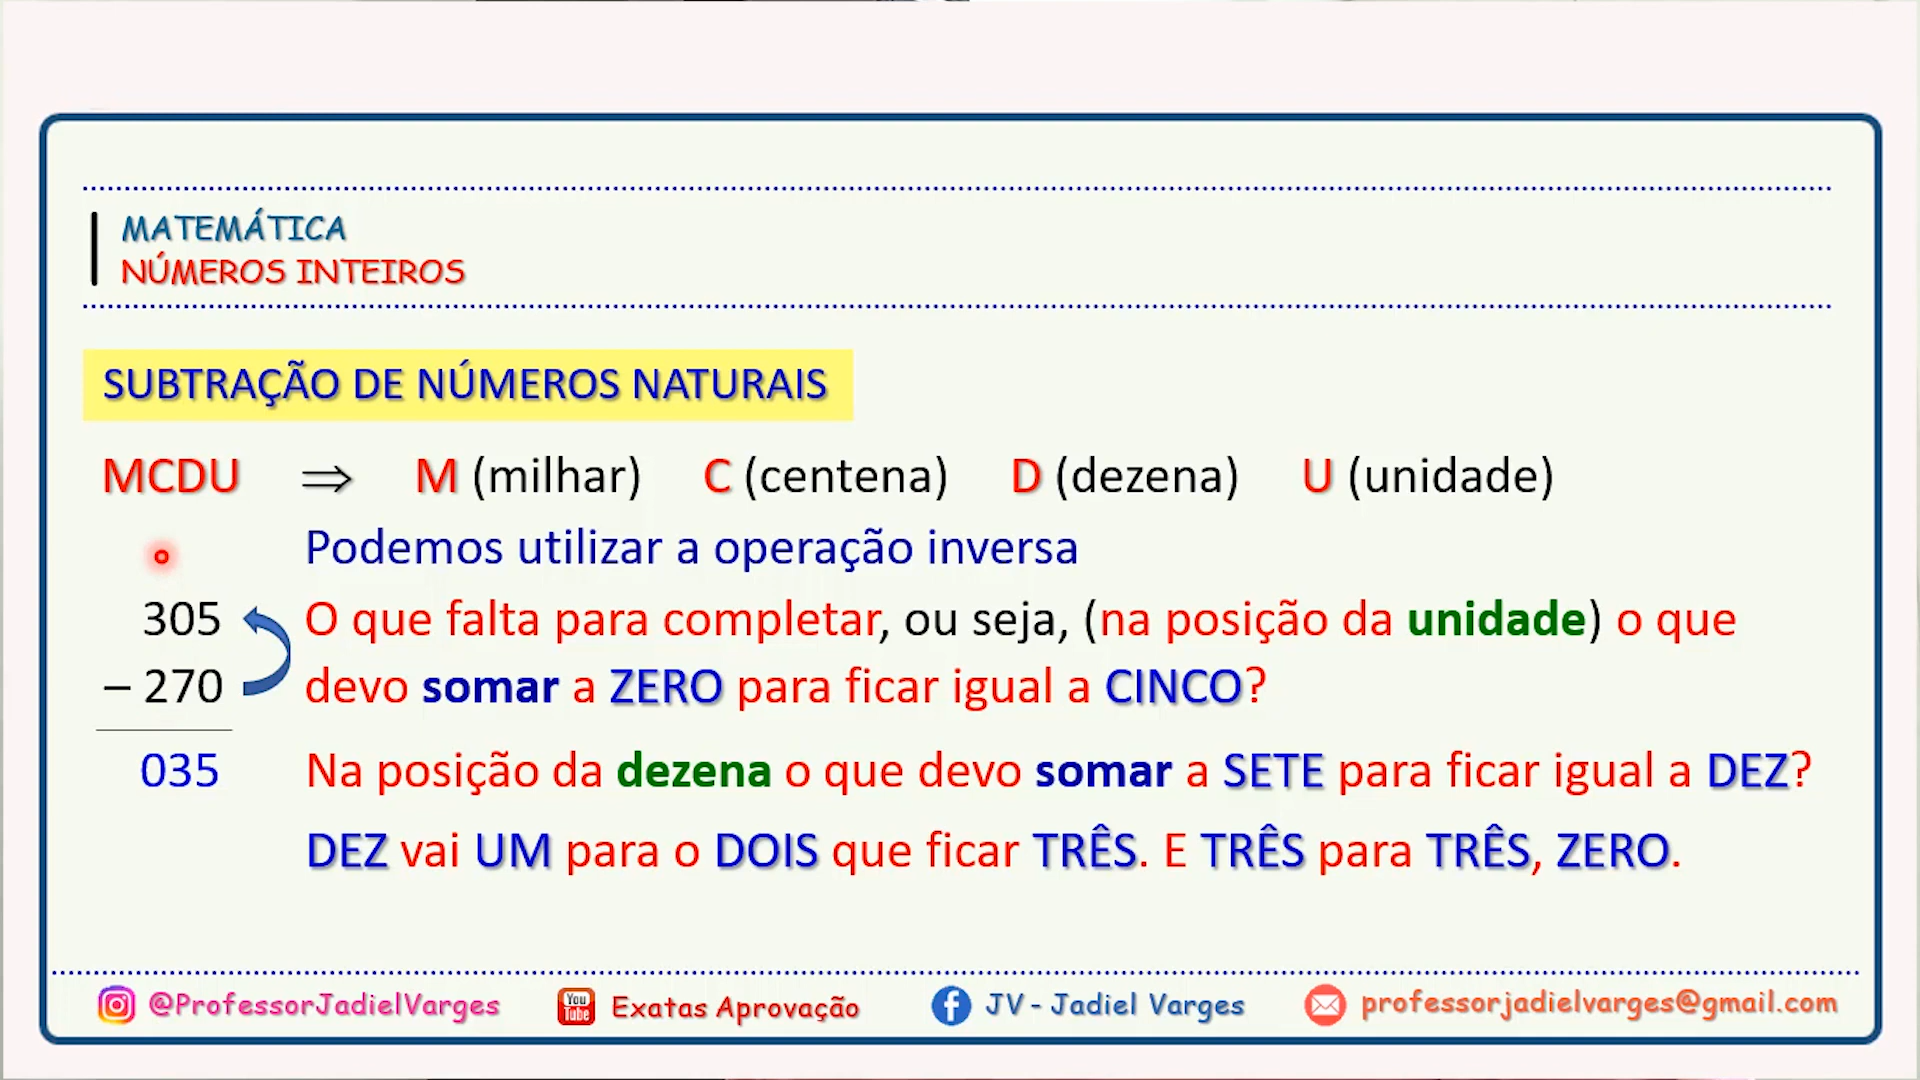 MATEMÁTICA
NÚMEROS INTEIROS
SUBTRAÇÃO DE NÚMEROS NATURAIS
MCDU ⇒ M (milhar) C (centena) D (dezena) U (unidade)
Podemos utilizar a operação inversa
305 O que falta para completar, ou seja, (na posição da unidade) o que
– 270 devo somar a ZERO para ficar igual a CINCO?
035 Na posição da dezena o que devo somar a SETE para ficar igual a DEZ?
DEZ vai UM para o DOIS que ficar TRÊS. E TRÊS para TRÊS, ZERO.
@ProfessorJadielVarges You Tube Exatas Aprovação JV - Jadiel Varges professorjadielvarges@gmail.com